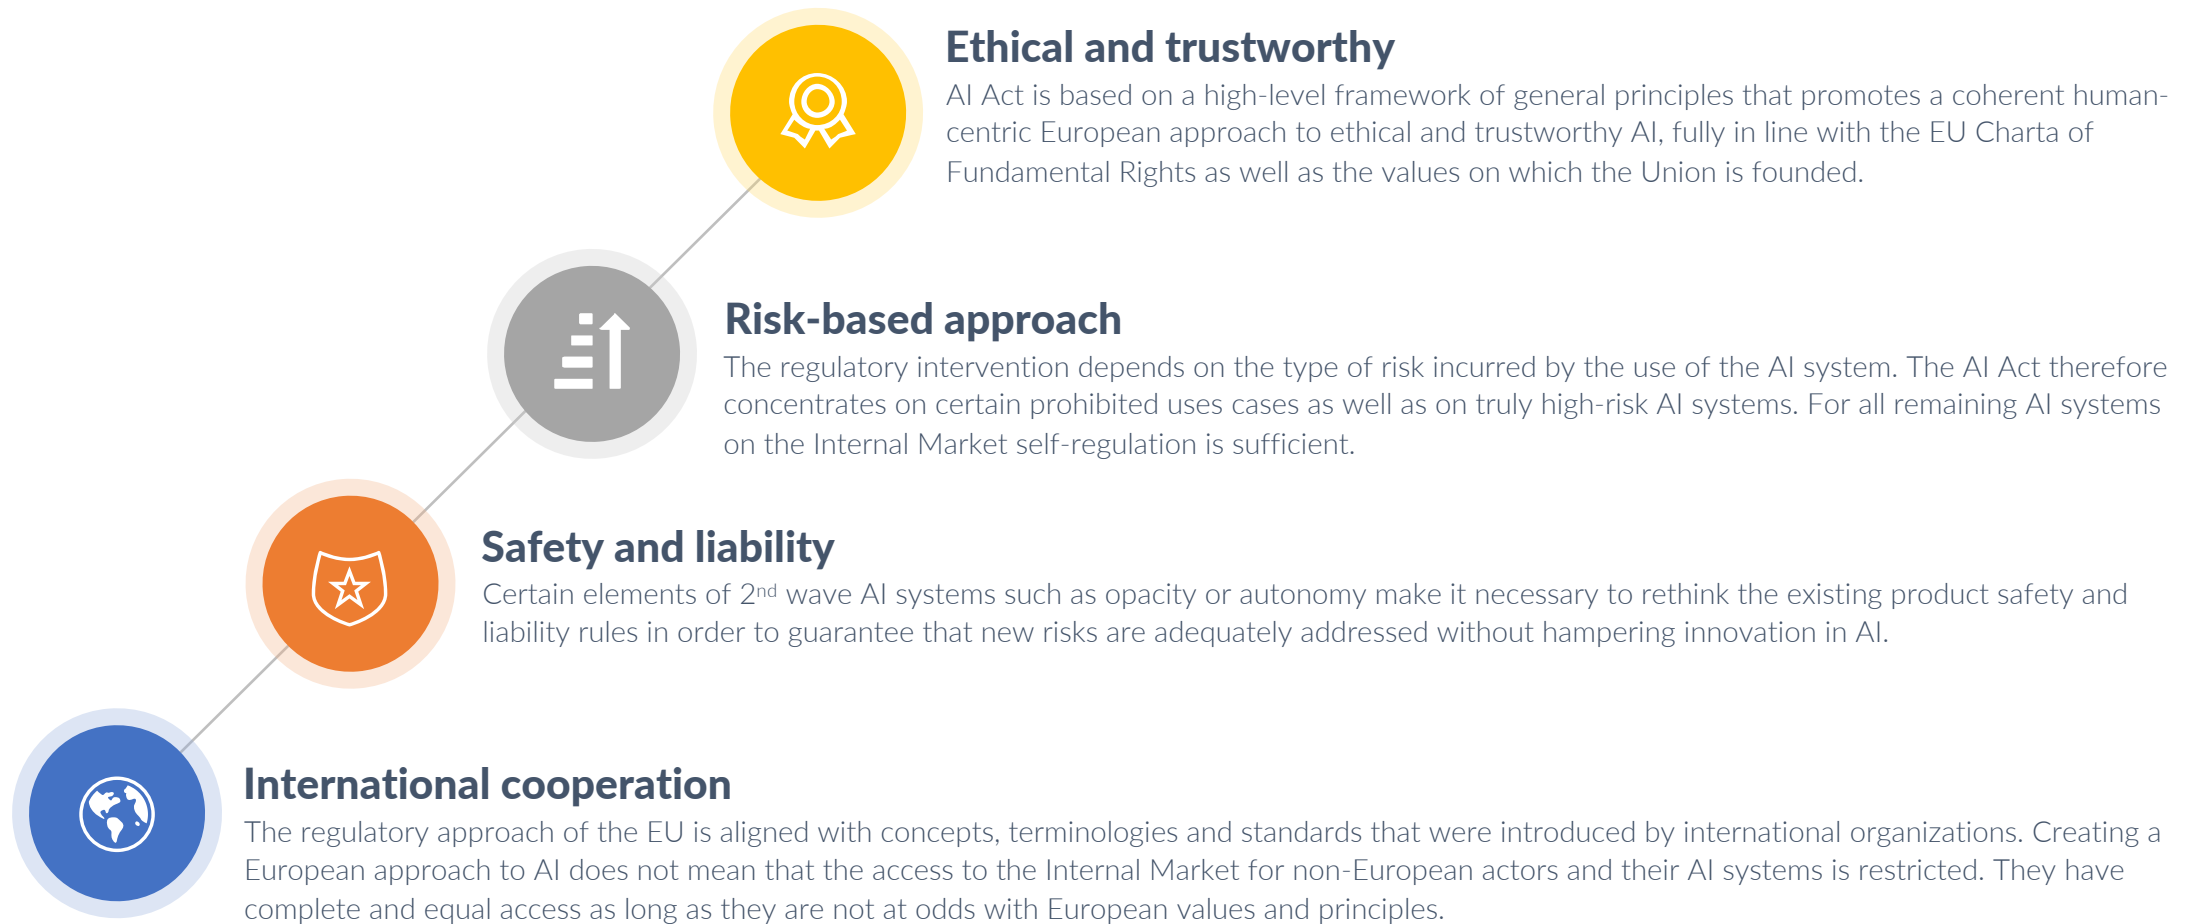 Ethical and trustworthy
AI Act is based on a high-level framework of general principles that promotes a coherent human-
centric European approach to ethical and trustworthy AI, fully in line with the EU Charta of
Fundamental Rights as well as the values on which the Union is founded.
Risk-based approach
The regulatory intervention depends on the type of risk incurred by the use of the AI system. The AI Act therefore
concentrates on certain prohibited uses cases as well as on truly high-risk AI systems. For all remaining AI systems
on the Internal Market self-regulation is sufficient.
Safety and liability
Certain elements of 2nd wave AI systems such as opacity or autonomy make it necessary to rethink the existing product safety and
liability rules in order to guarantee that new risks are adequately addressed without hampering innovation in AI.
International cooperation
The regulatory approach of the EU is aligned with concepts, terminologies and standards that were introduced by international organizations. Creating a
European approach to AI does not mean that the access to the Internal Market for non-European actors and their AI systems is restricted. They have
complete and equal access as long as they are not at odds with European values and principles.